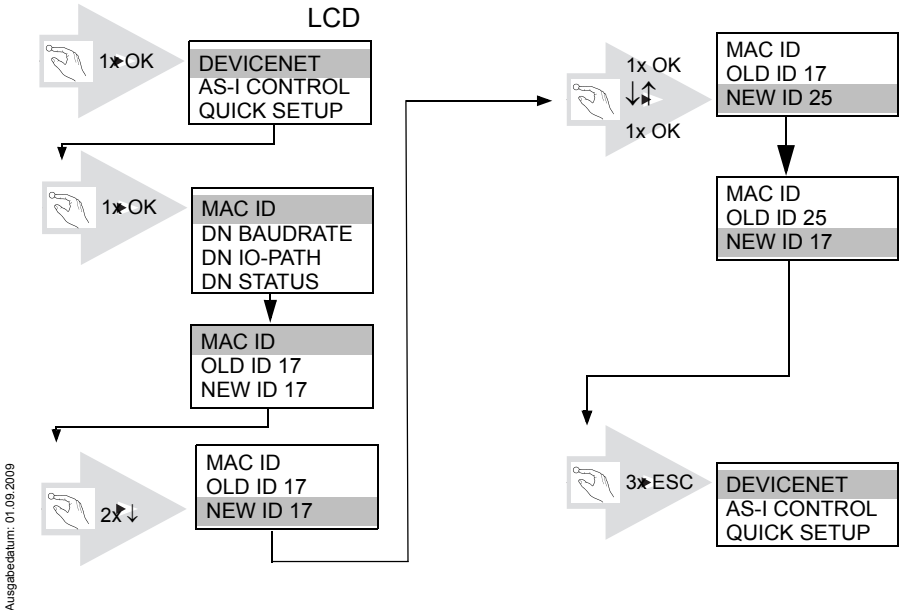 LCD
1x OK
DEVICENET
AS-I CONTROL
QUICK SETUP
1x OK
MAC ID
DN BAUDRATE
DN IO-PATH
DN STATUS
MAC ID
OLD ID 17
NEW ID 17
2x ↓
MAC ID
OLD ID 17
NEW ID 17
1x OK
↓↑
1x OK
MAC ID
OLD ID 17
NEW ID 25
MAC ID
OLD ID 25
NEW ID 17
3x ESC
DEVICENET
AS-I CONTROL
QUICK SETUP
Ausgabedatum: 01.09.2009